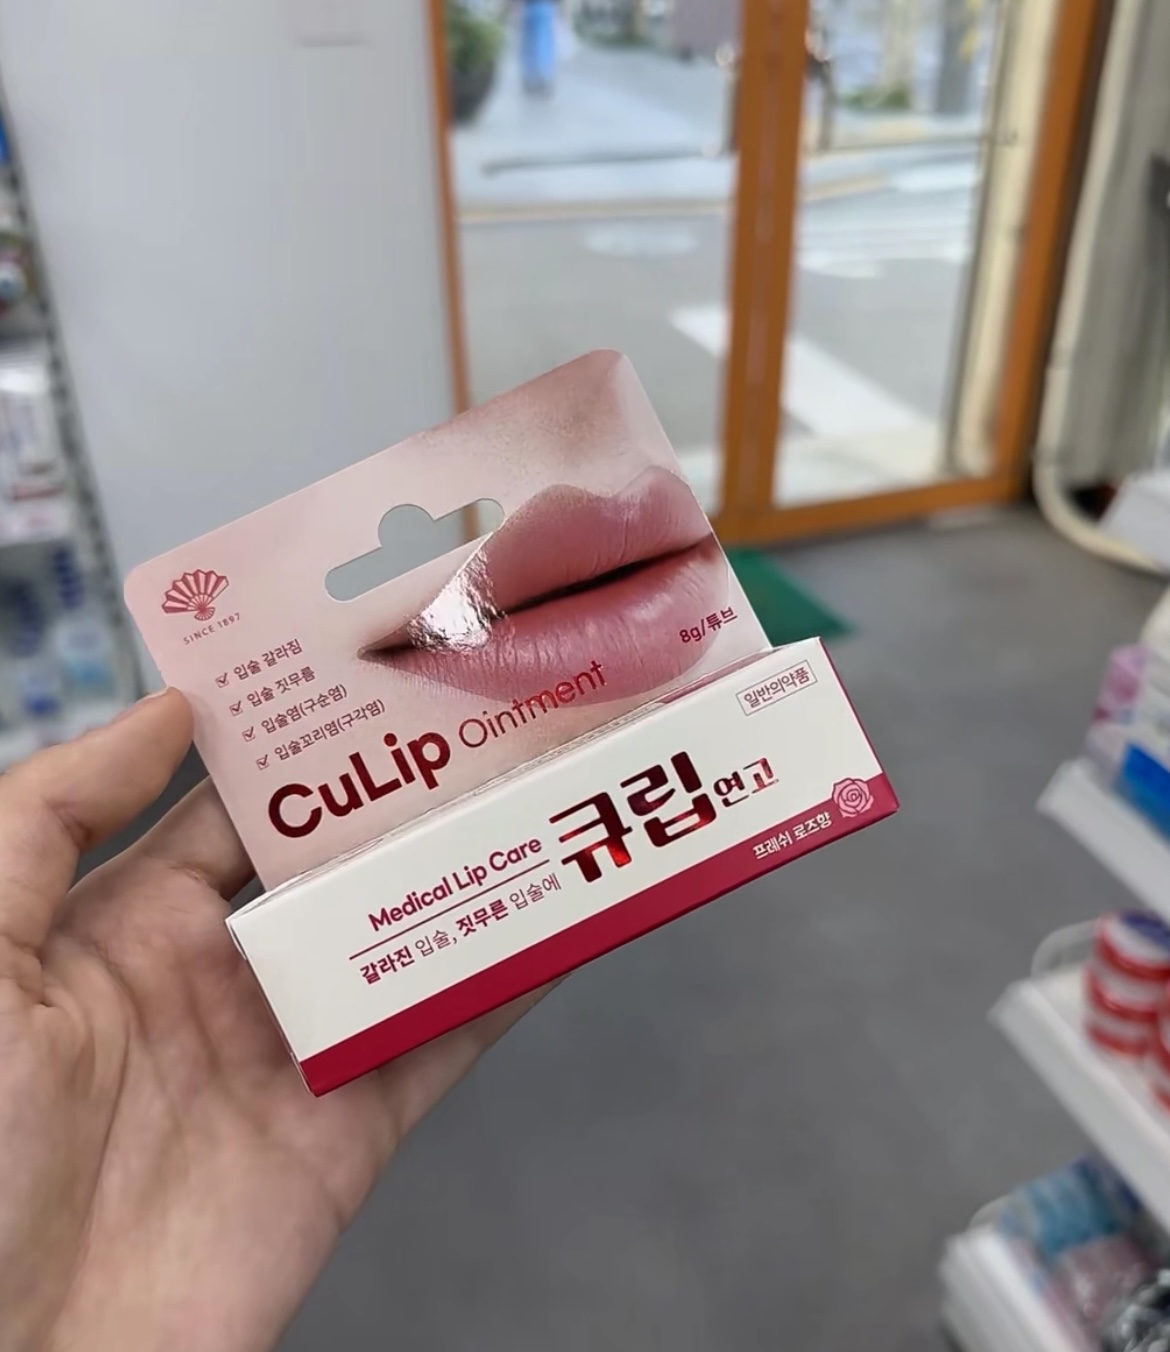 SINCE 1897
입술 갈라짐
입술 짓무름
입술염(구순염)
입술꼬리염(구각염)
8g/튜브
CuLip Ointment
일반의약품
Medical Lip Care
갈라진 입술, 짓무른 입술에
큐립연고
프레쉬 로즈향